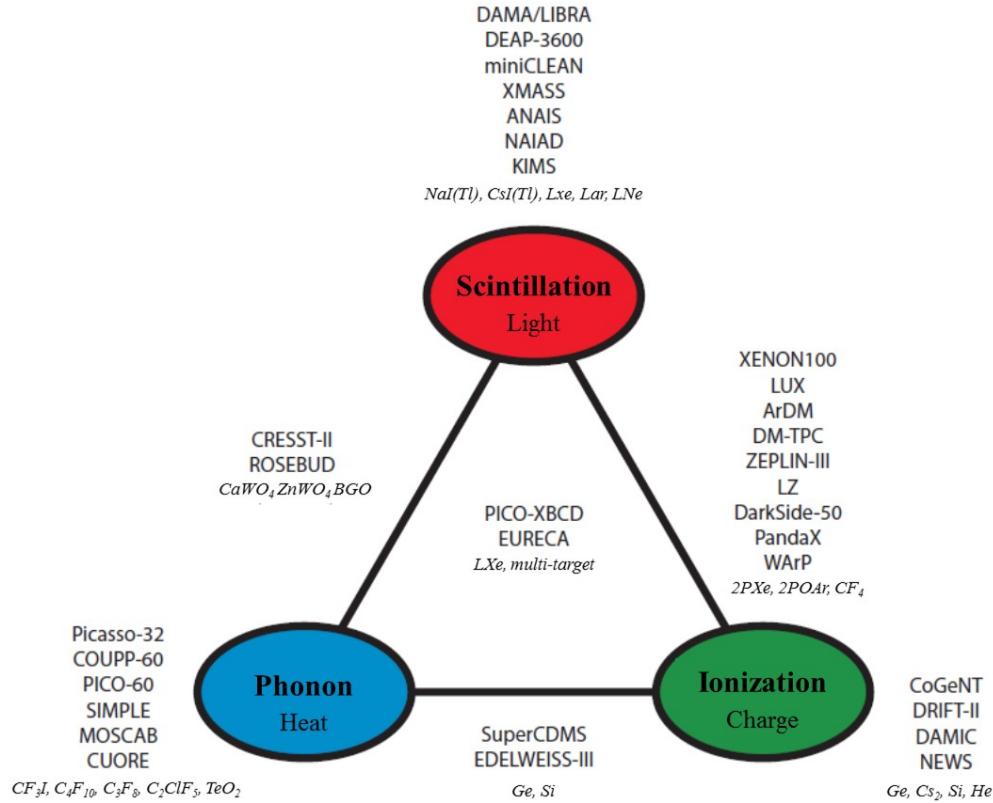 DAMA/LIBRA
DEAP-3600
miniCLEAN
XMASS
ANAIS
NAIAD
KIMS
NaI(Tl), CsI(Tl), Lxe, Lar, LNe
Scintillation
Light
XENON100
LUX
ArDM
DM-TPC
ZEPLIN-III
LZ
DarkSide-50
PandaX
WArP
2PXe, 2POAr, CF₄
CRESST-II
ROSEBUD
CaWO₄ ZnWO₄ BGO
PICO-XBCD
EURECA
LXe, multi-target
Picasso-32
COUPP-60
PICO-60
SIMPLE
MOSCAB
CUORE
CF₃I, C₄F₁₀, C₃F₈, C₂ClF₅, TeO₂
Phonon
Heat
SuperCDMS
EDELWEISS-III
Ge, Si
Ionization
Charge
CoGeNT
DRIFT-II
DAMIC
NEWS
Ge, Cs₂, Si, He